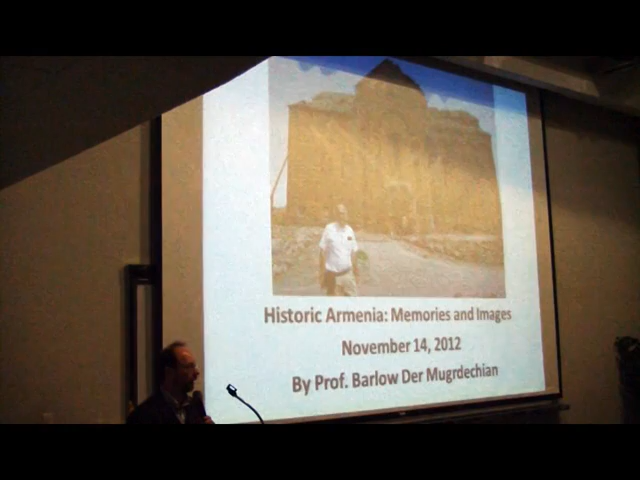 Historic Armenia: Memories and Images
November 14, 2012
By Prof. Barlow Der Mugrdechian